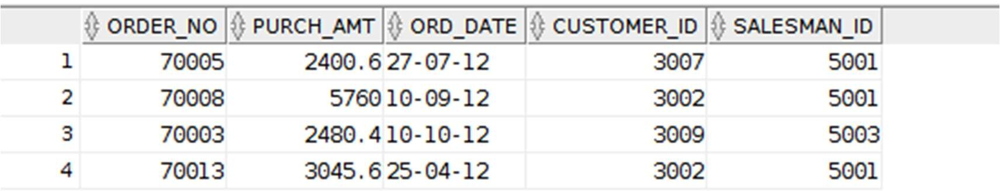 ORDER_NO PURCH_AMT ORD_DATE CUSTOMER_ID SALESMAN_ID
1 70005 2400.6 27-07-12 3007 5001
2 70008 5760 10-09-12 3002 5001
3 70003 2480.4 10-10-12 3009 5003
4 70013 3045.6 25-04-12 3002 5001